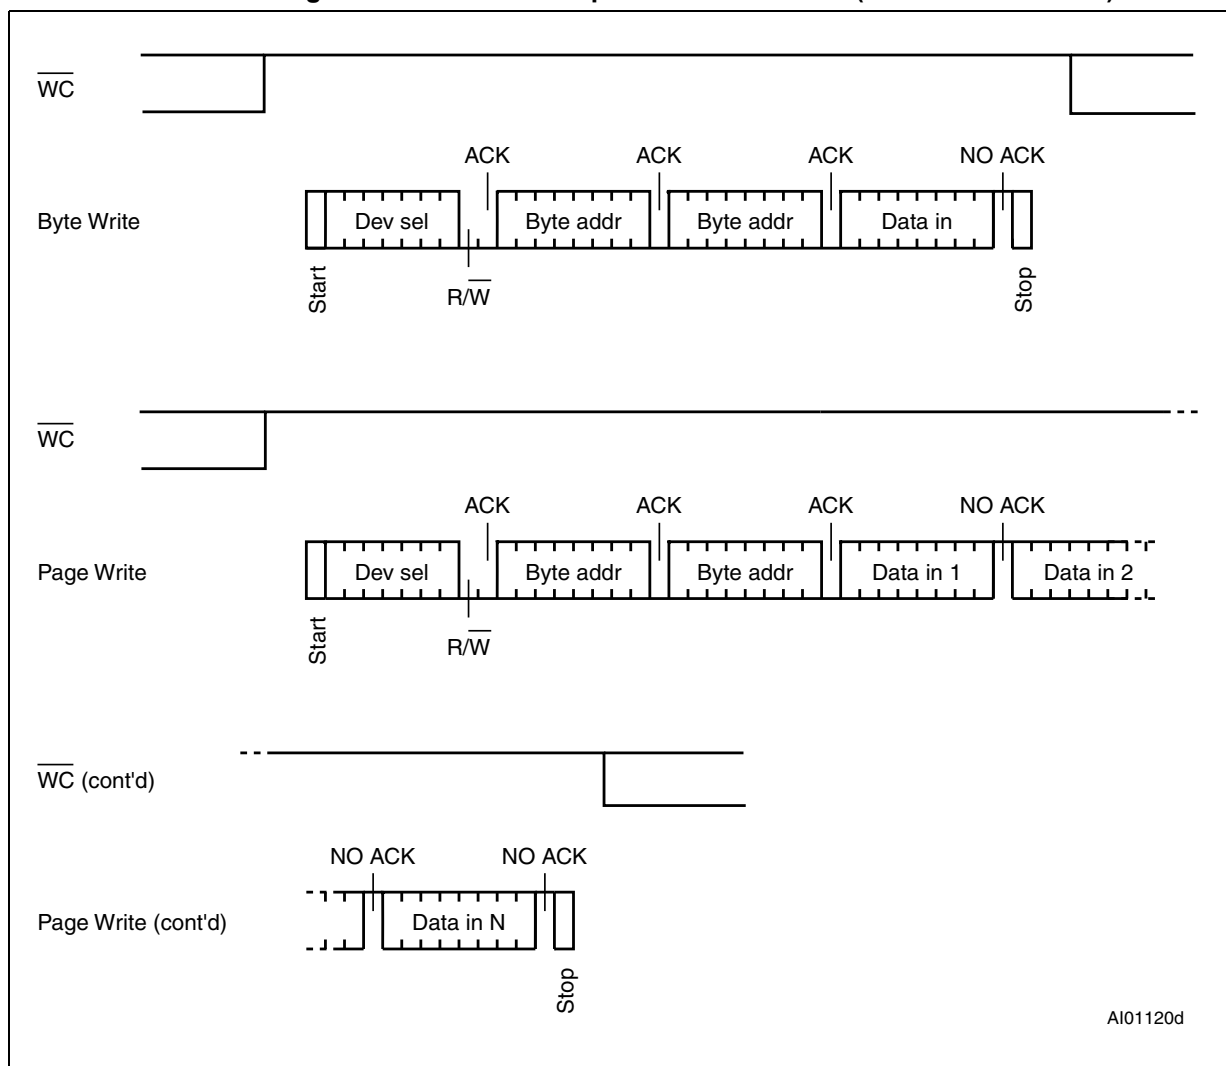 WC
ACK ACK ACK NO ACK
Byte Write Dev sel Byte addr Byte addr Data in
Start R/W Stop
WC
ACK ACK ACK NO ACK
Page Write Dev sel Byte addr Byte addr Data in 1 Data in 2
Start R/W
WC (cont'd)
NO ACK NO ACK
Page Write (cont'd) Data in N
Stop
AI01120d